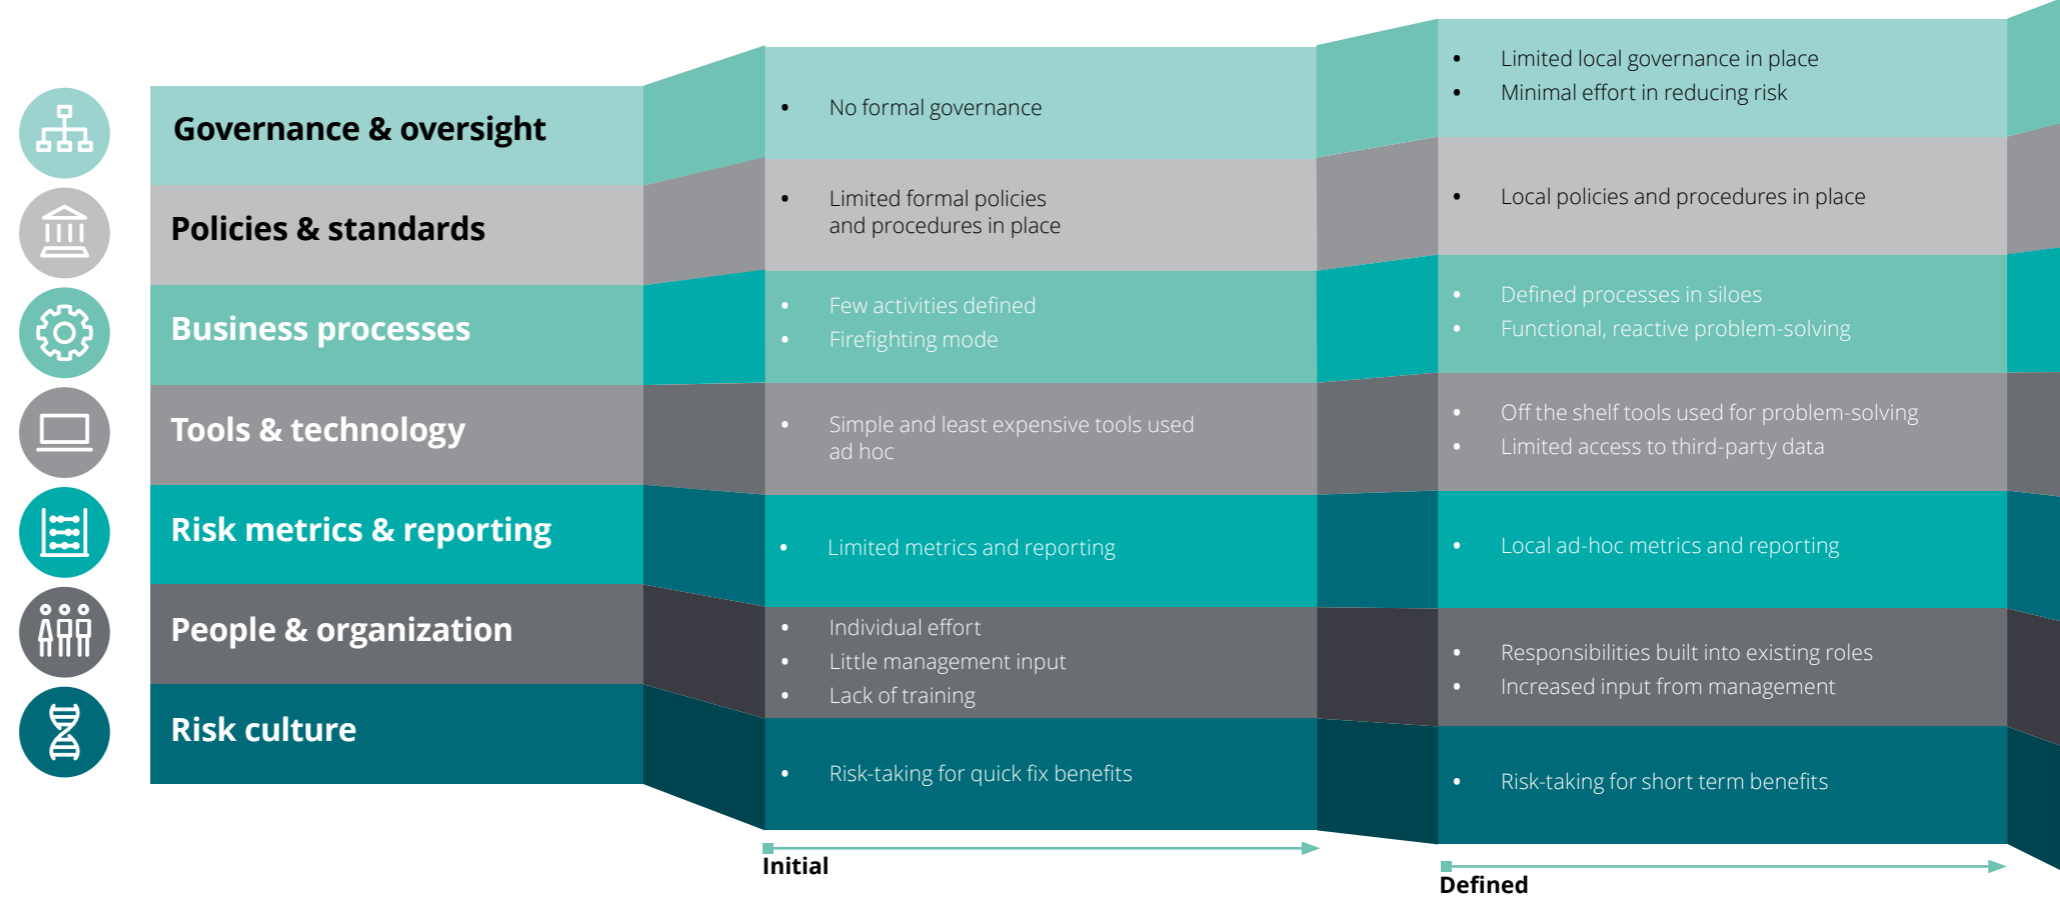 Governance & oversight
• No formal governance
• Limited local governance in place
• Minimal effort in reducing risk
Policies & standards
• Limited formal policies
and procedures in place
• Local policies and procedures in place
Business processes
• Few activities defined
• Firefighting mode
• Defined processes in siloes
• Functional, reactive problem-solving
Tools & technology
• Simple and least expensive tools used
ad hoc
• Off the shelf tools used for problem-solving
• Limited access to third-party data
Risk metrics & reporting
• Limited metrics and reporting
• Local ad-hoc metrics and reporting
People & organization
• Individual effort
• Little management input
• Lack of training
• Responsibilities built into existing roles
• Increased input from management
Risk culture
• Risk-taking for quick fix benefits
• Risk-taking for short term benefits
Initial
Defined